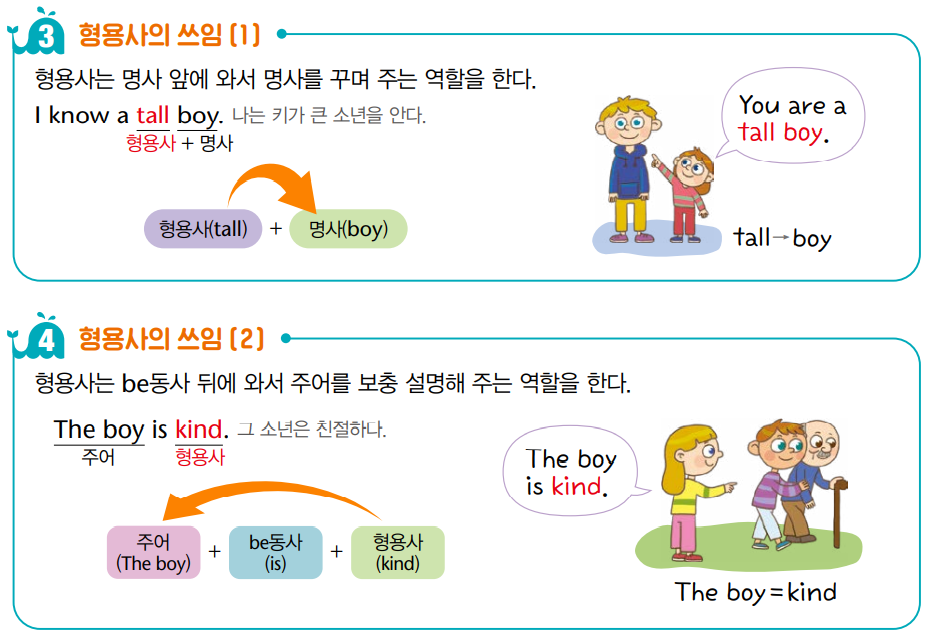 3 형용사의 쓰임 (1)
형용사는 명사 앞에 와서 명사를 꾸며 주는 역할을 한다.
I know a tall boy. 나는 키가 큰 소년을 안다.
형용사 + 명사
형용사(tall) + 명사(boy)
You are a
tall boy.
tall→boy
4 형용사의 쓰임 (2)
형용사는 be동사 뒤에 와서 주어를 보충 설명해 주는 역할을 한다.
The boy is kind. 그 소년은 친절하다.
주어 형용사
주어 + be동사 + 형용사
(The boy) (is) (kind)
The boy
is kind.
The boy=kind